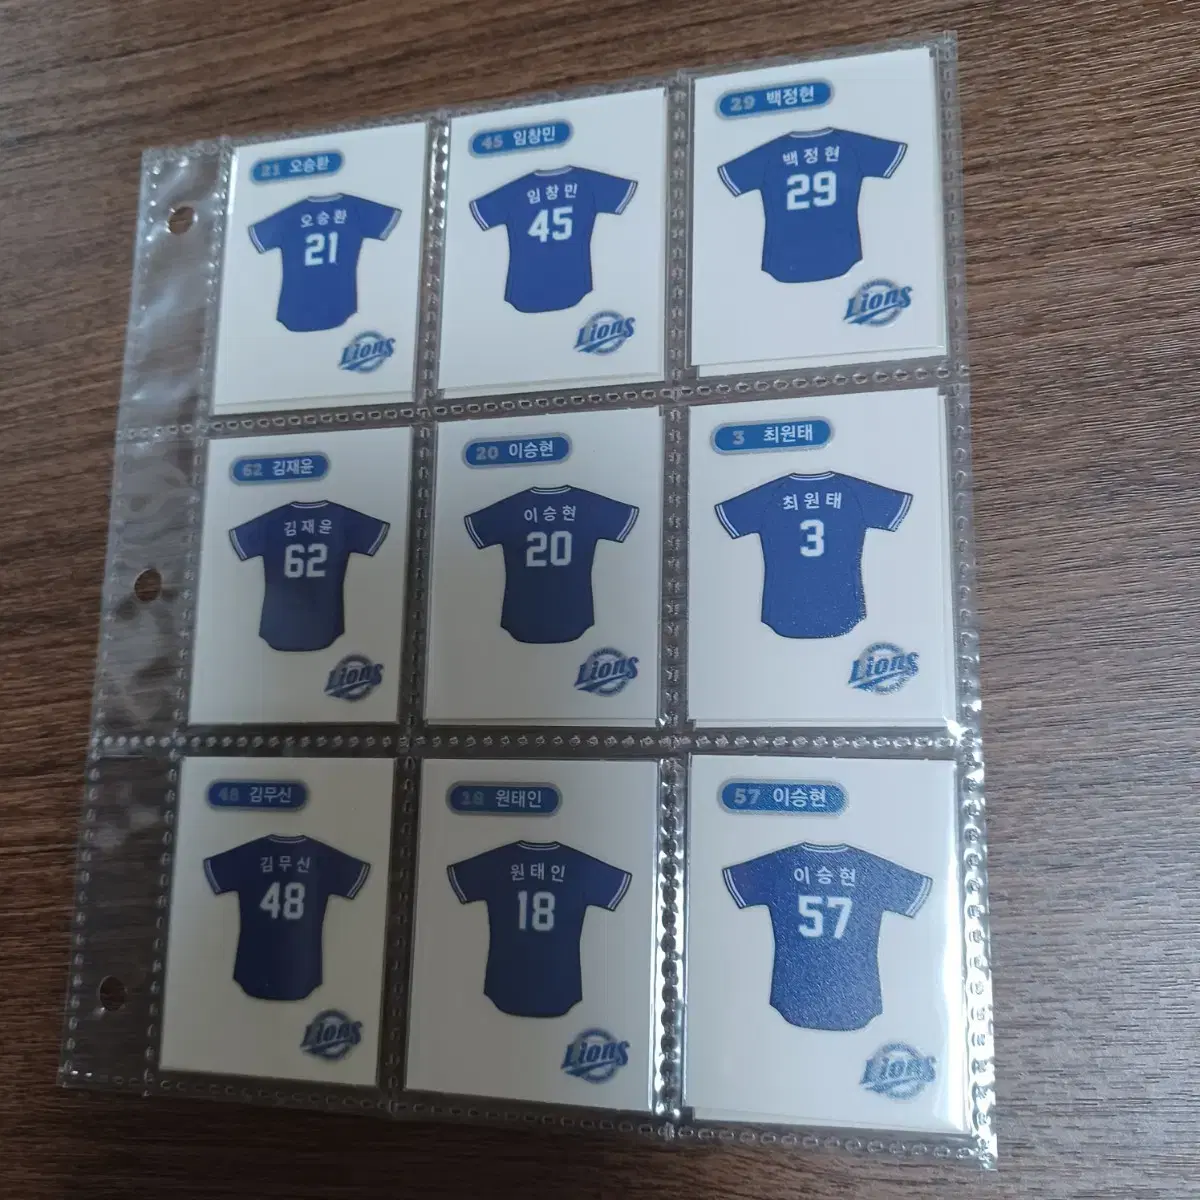 21 오승환
오승환
21
Lions
45 임창민
임창민
45
Lions
29 백정현
백정현
29
Lions
62 김재윤
김재윤
62
Lions
20 이승현
이승현
20
Lions
3 최원태
최원태
3
Lions
48 김무신
김무신
48
Lions
18 원태인
원태인
18
Lions
57 이승현
이승현
57
Lions